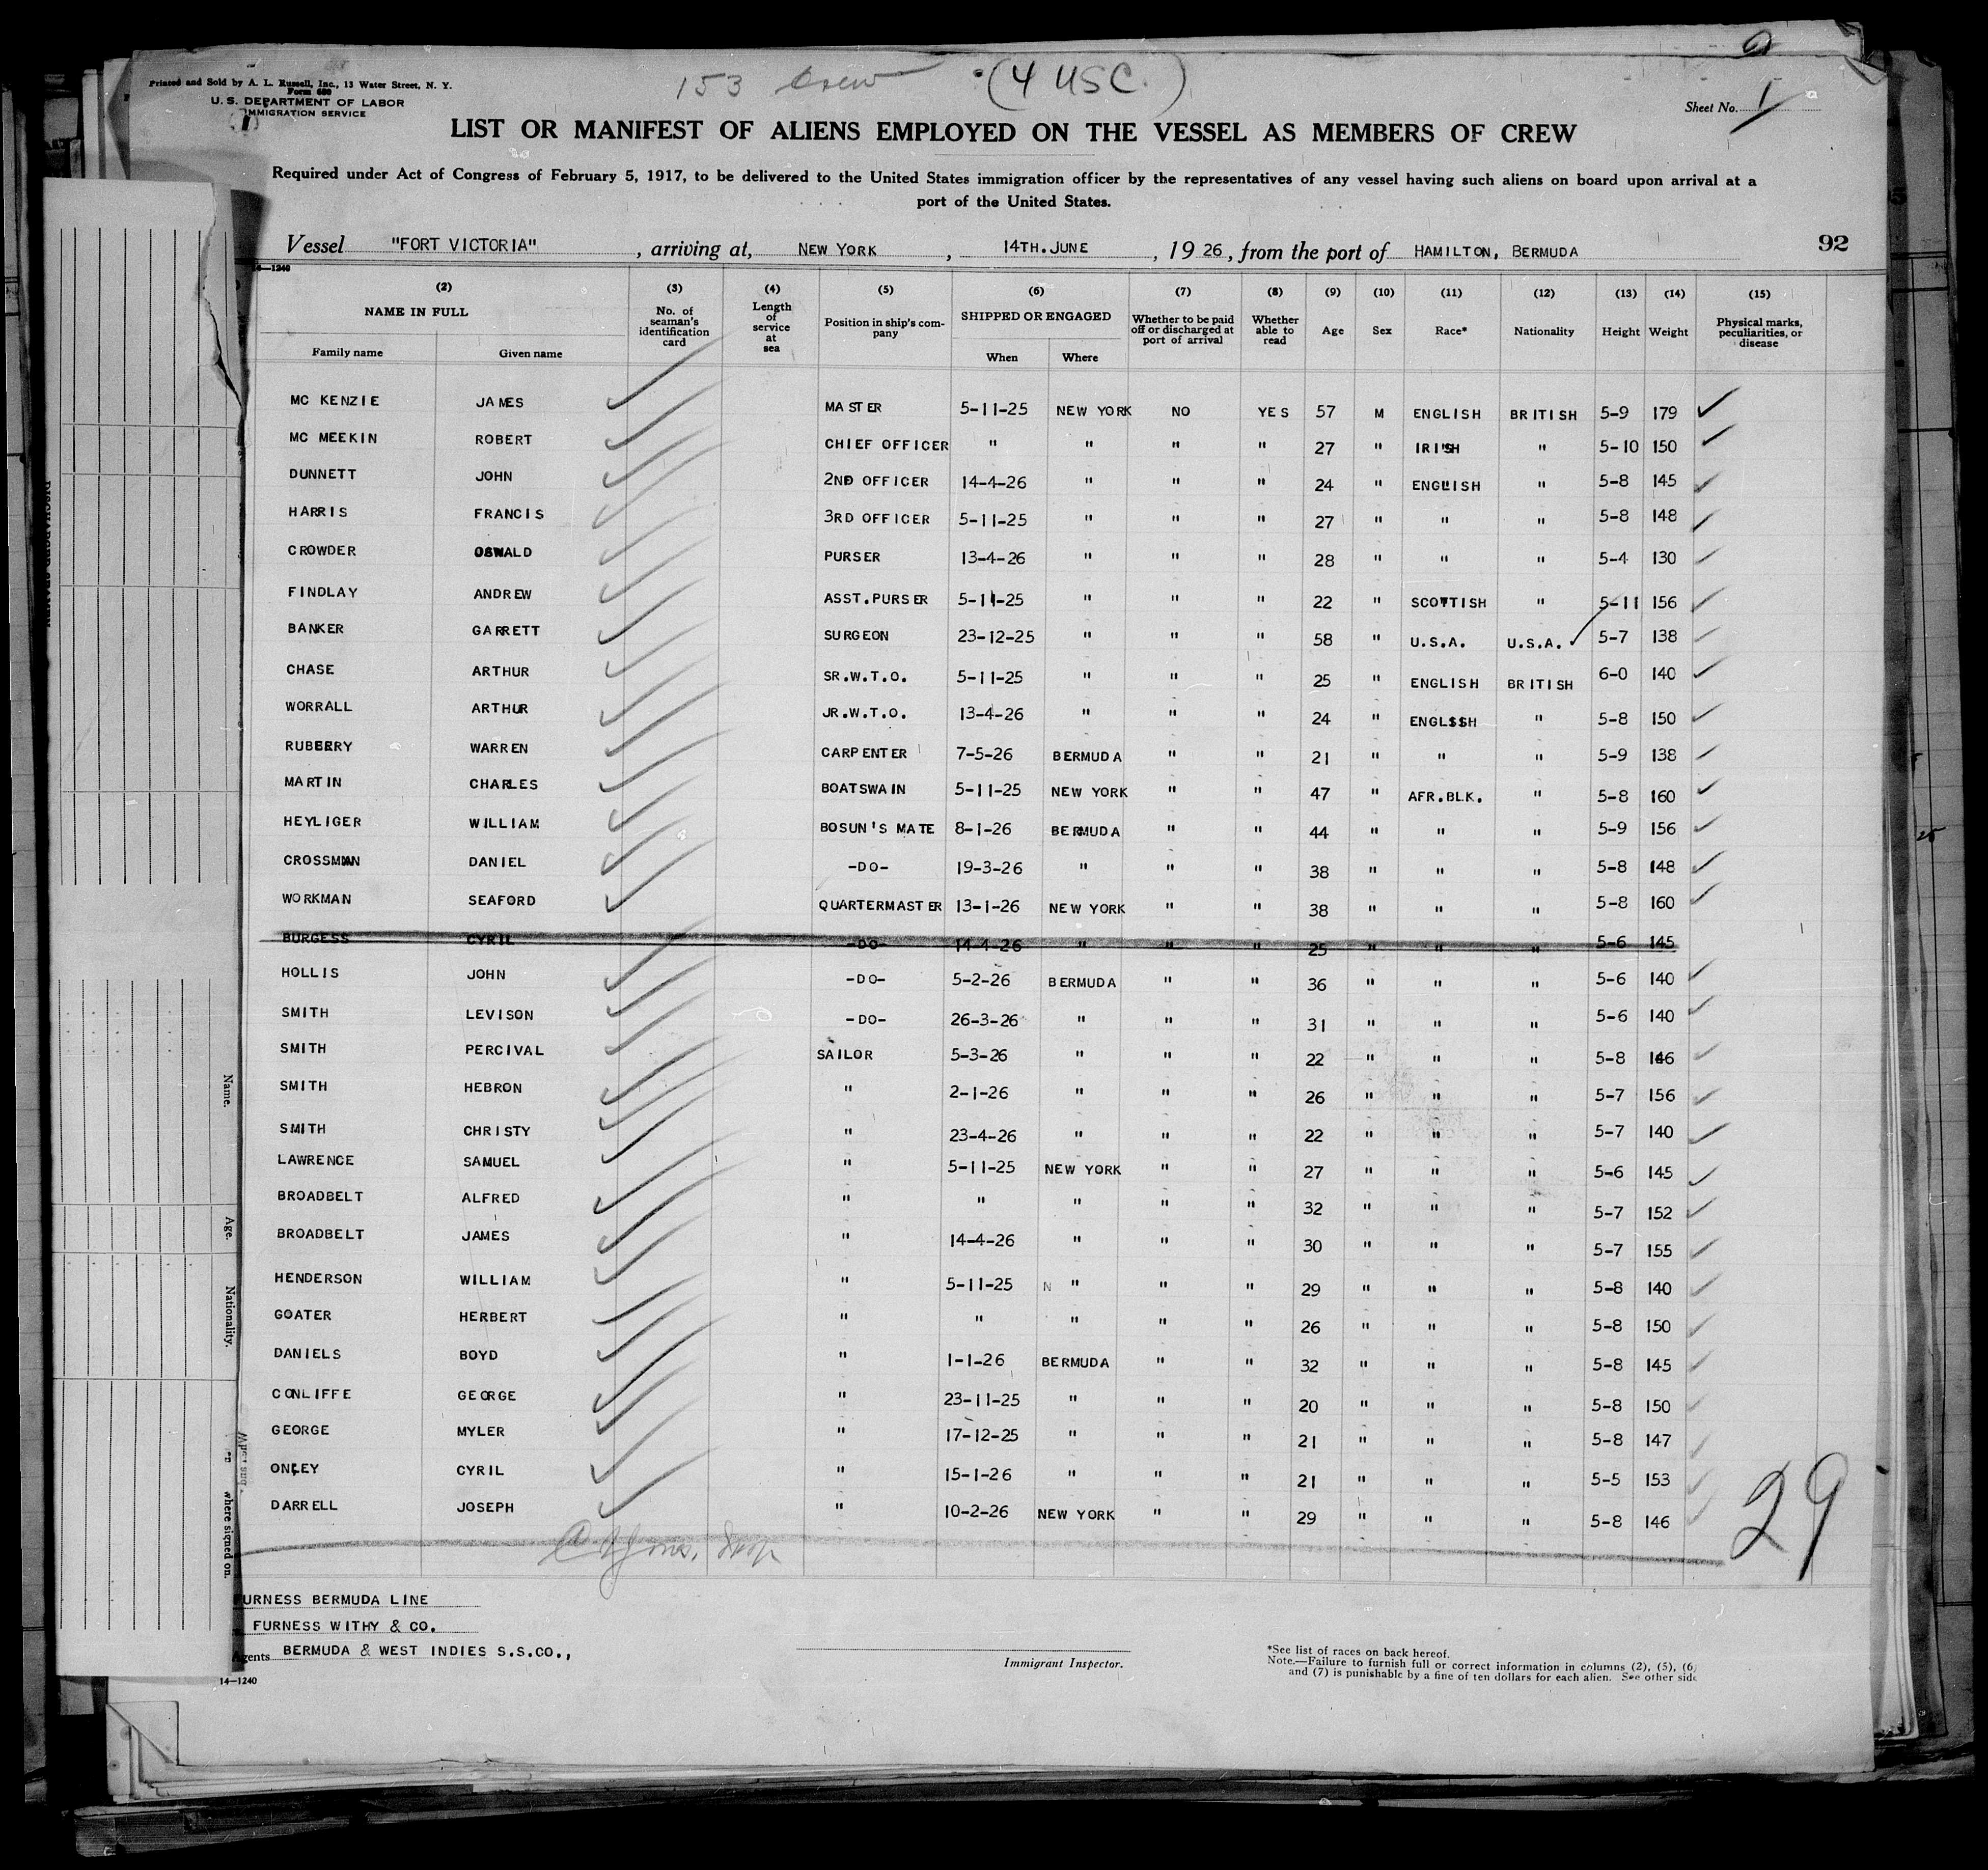 153 Crew (4 USC.)
Printed and Sold by A. L. Russell, Inc., 13 Water Street, N. Y.
Form 680
U. S. DEPARTMENT OF LABOR
IMMIGRATION SERVICE
Sheet No. 1
LIST OR MANIFEST OF ALIENS EMPLOYED ON THE VESSEL AS MEMBERS OF CREW
Required under Act of Congress of February 5, 1917, to be delivered to the United States immigration officer by the representatives of any vessel having such aliens on board upon arrival at a
port of the United States.
Vessel "FORT VICTORIA", arriving at, NEW YORK, 14TH.JUNE, 19 26, from the port of HAMILTON, BERMUDA
92
14—1240
(2) (3) (4) (5) (6) (7) (8) (9) (10) (11) (12) (13) (14) (15)
NAME IN FULL No. of seaman's identification card Length of service at sea Position in ship's company SHIPPED OR ENGAGED Whether to be paid off or discharged at port of arrival Whether able to read Age Sex Race* Nationality Height Weight Physical marks, peculiarities, or disease
Family name Given name When Where
MC KENZIE JAMES MASTER 5-11-25 NEW YORK NO YES 57 M ENGLISH BRITISH 5-9 179
MC MEEKIN ROBERT CHIEF OFFICER " " " " 27 " IRISH " 5-10 150
DUNNETT JOHN 2ND OFFICER 14-4-26 " " " 24 " ENGLISH " 5-8 145
HARRIS FRANCIS 3RD OFFICER 5-11-25 " " " 27 " " " 5-8 148
CROWDER OSWALD PURSER 13-4-26 " " " 28 " " " 5-4 130
FINDLAY ANDREW ASST.PURSER 5-11-25 " " " 22 " SCOTTISH " 5-11 156
BANKER GARRETT SURGEON 23-12-25 " " " 58 " U.S.A. U.S.A. 5-7 138
CHASE ARTHUR SR.W.T.O. 5-11-25 " " " 25 " ENGLISH BRITISH 6-0 140
WORRALL ARTHUR JR.W.T.O. 13-4-26 " " " 24 " ENGLSSH " 5-8 150
RUBBERY WARREN CARPENTER 7-5-26 BERMUDA " " 21 " " " 5-9 138
MARTIN CHARLES BOATSWAIN 5-11-25 NEW YORK " " 47 " AFR.BLK. " 5-8 160
HEYLIGER WILLIAM BOSUN'S MATE 8-1-26 BERMUDA " " 44 " " " 5-9 156
CROSSMAN DANIEL -DO- 19-3-26 " " " 38 " " " 5-8 148
WORKMAN SEAFORD QUARTERMASTER 13-1-26 NEW YORK " " 38 " " " 5-8 160
BURGESS CYRIL -DO- 14-4-26 " " " 25 " " " 5-6 145
HOLLIS JOHN -DO- 5-2-26 BERMUDA " " 36 " " " 5-6 140
SMITH LEVISON -DO- 26-3-26 " " " 31 " " " 5-6 140
SMITH PERCIVAL SAILOR 5-3-26 " " " 22 " " " 5-8 146
SMITH HEBRON " 2-1-26 " " " 26 " " " 5-7 156
SMITH CHRISTY " 23-4-26 " " " 22 " " " 5-7 140
LAWRENCE SAMUEL " 5-11-25 NEW YORK " " 27 " " " 5-6 145
BROADBELT ALFRED " " " " " 32 " " " 5-7 152
BROADBELT JAMES " 14-4-26 " " " 30 " " " 5-7 155
HENDERSON WILLIAM " 5-11-25 N " " " 29 " " " 5-8 140
GOATER HERBERT " " " " " 26 " " " 5-8 150
DANIELS BOYD " 1-1-26 BERMUDA " " 32 " " " 5-8 145
CONLIFFE GEORGE " 23-11-25 " " " 20 " " " 5-8 150
GEORGE MYLER " 17-12-25 " " " 21 " " " 5-8 147
ONLEY CYRIL " 15-1-26 " " " 21 " " " 5-5 153
DARRELL JOSEPH " 10-2-26 NEW YORK " " 29 " " " 5-8 146
29
FURNESS BERMUDA LINE
FURNESS WITHY & CO.
Agents BERMUDA & WEST INDIES S.S.CO.,
Immigrant Inspector.
*See list of races on back hereof.
Note.—Failure to furnish full or correct information in columns (2), (5), (6)
and (7) is punishable by a fine of ten dollars for each alien. See other side
14—1240
Name.
Age.
Nationality.
where signed on.